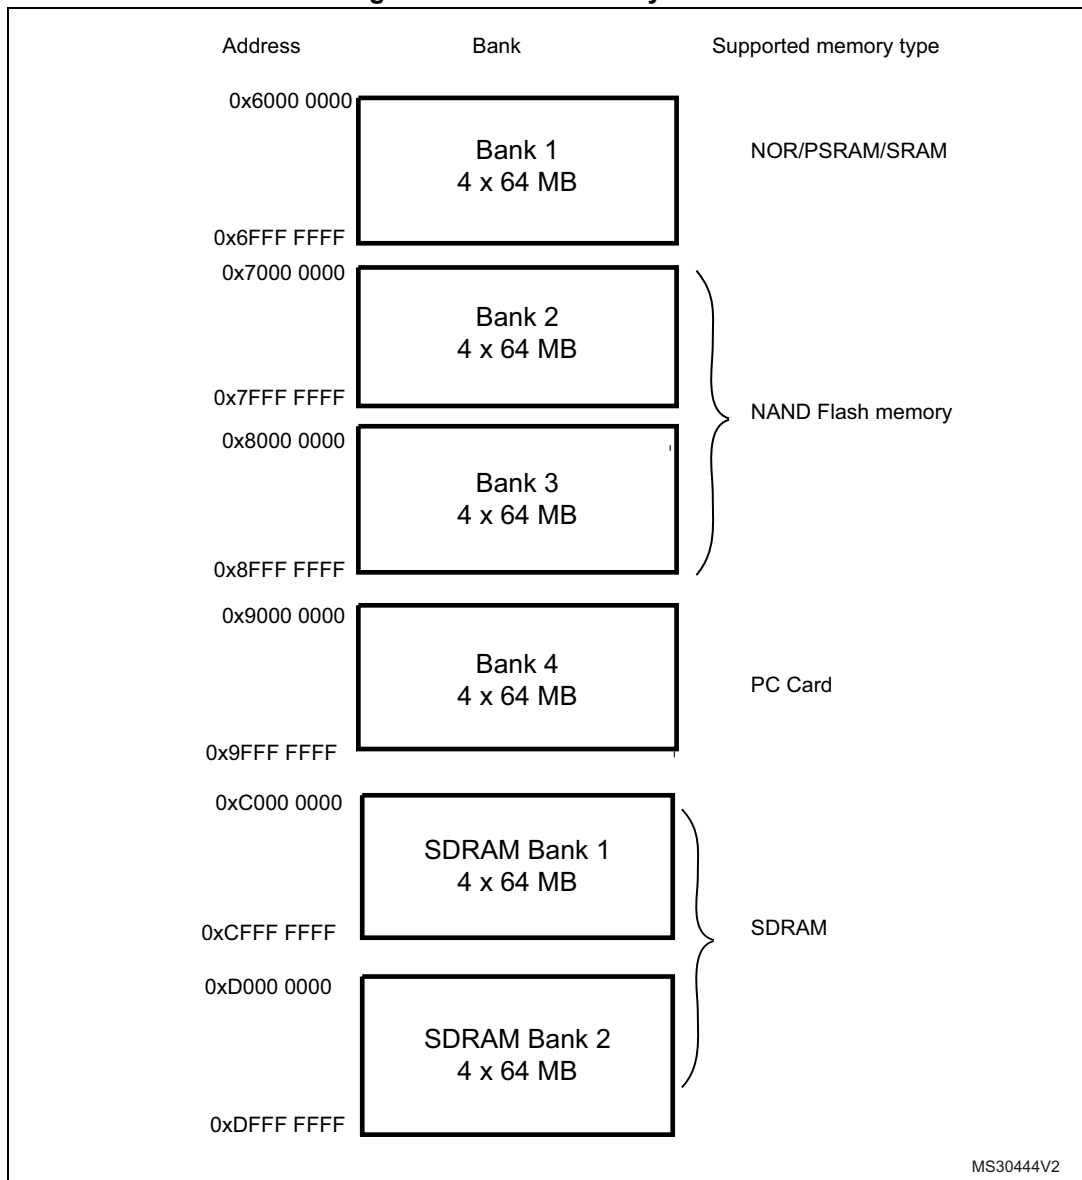 Address Bank Supported memory type
0x6000 0000
Bank 1
4 x 64 MB
NOR/PSRAM/SRAM
0x6FFF FFFF
0x7000 0000
Bank 2
4 x 64 MB
0x7FFF FFFF
NAND Flash memory
0x8000 0000
Bank 3
4 x 64 MB
0x8FFF FFFF
0x9000 0000
Bank 4
4 x 64 MB
PC Card
0x9FFF FFFF
0xC000 0000
SDRAM Bank 1
4 x 64 MB
0xCFFF FFFF
SDRAM
0xD000 0000
SDRAM Bank 2
4 x 64 MB
0xDFFF FFFF
MS30444V2